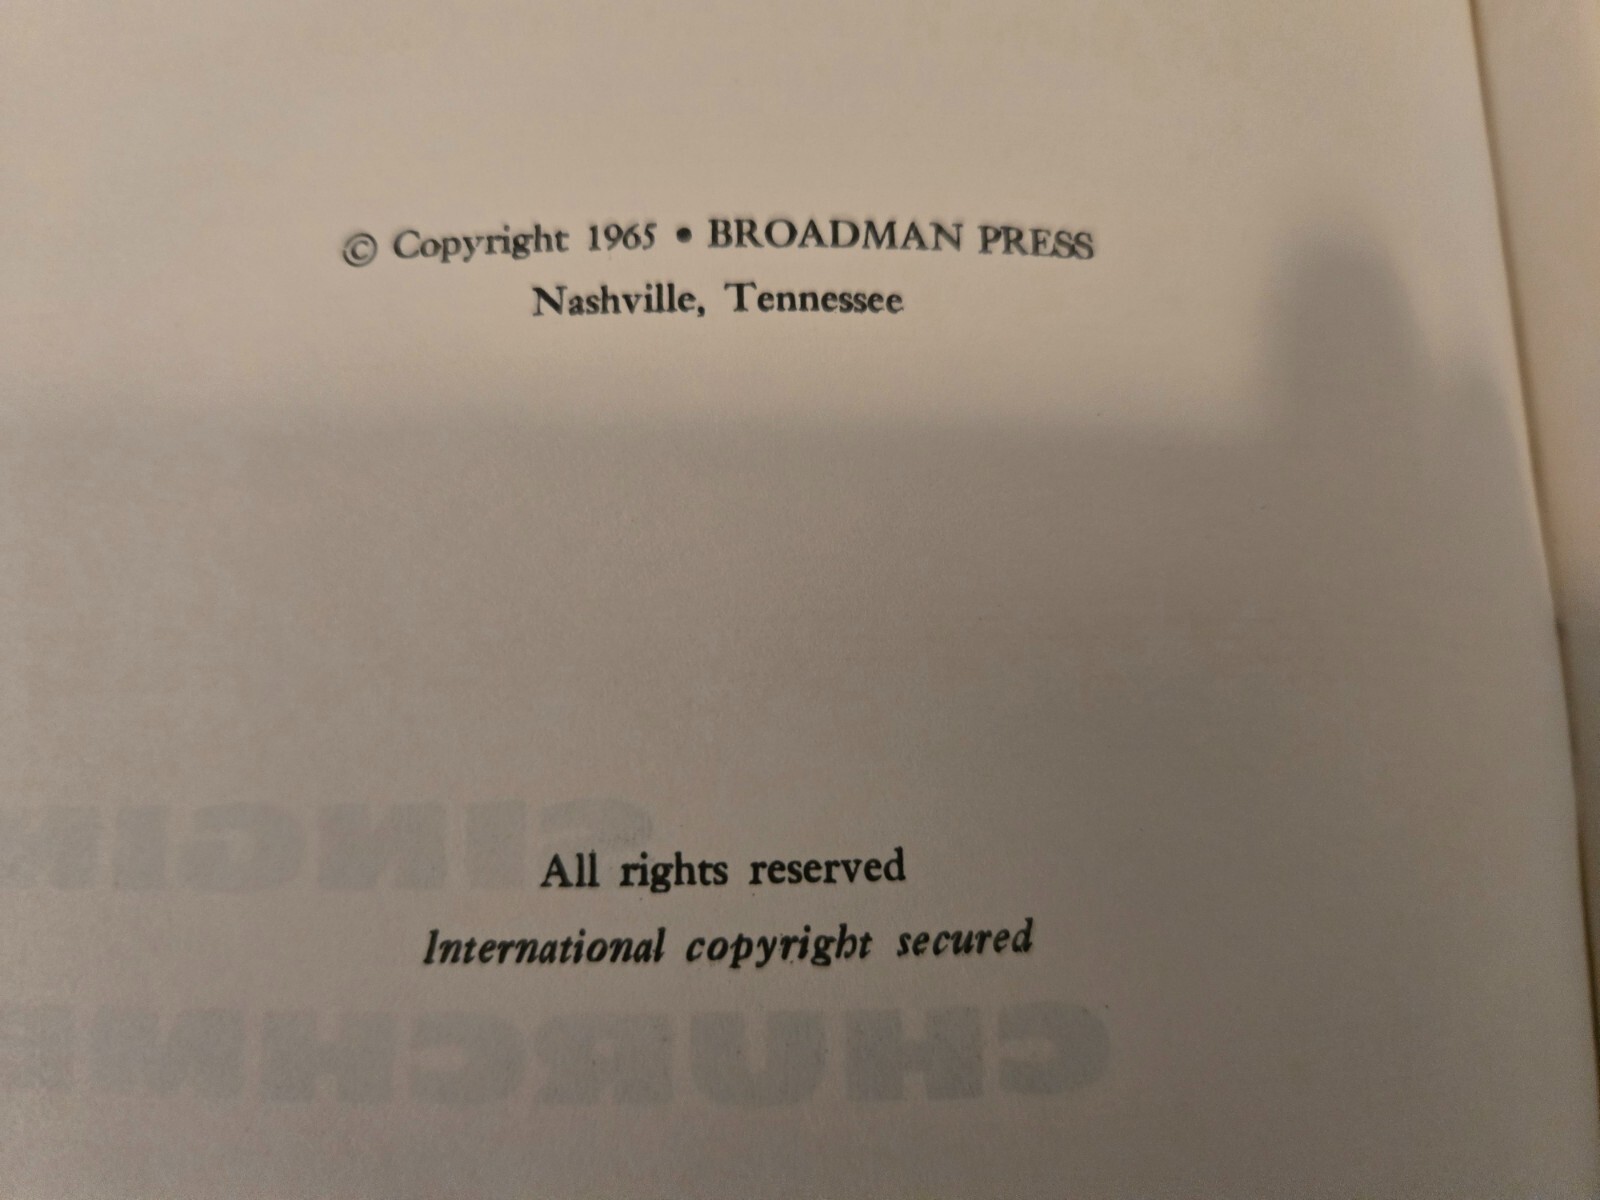 © Copyright 1965 • BROADMAN PRESS
Nashville, Tennessee
All rights reserved
International copyright secured